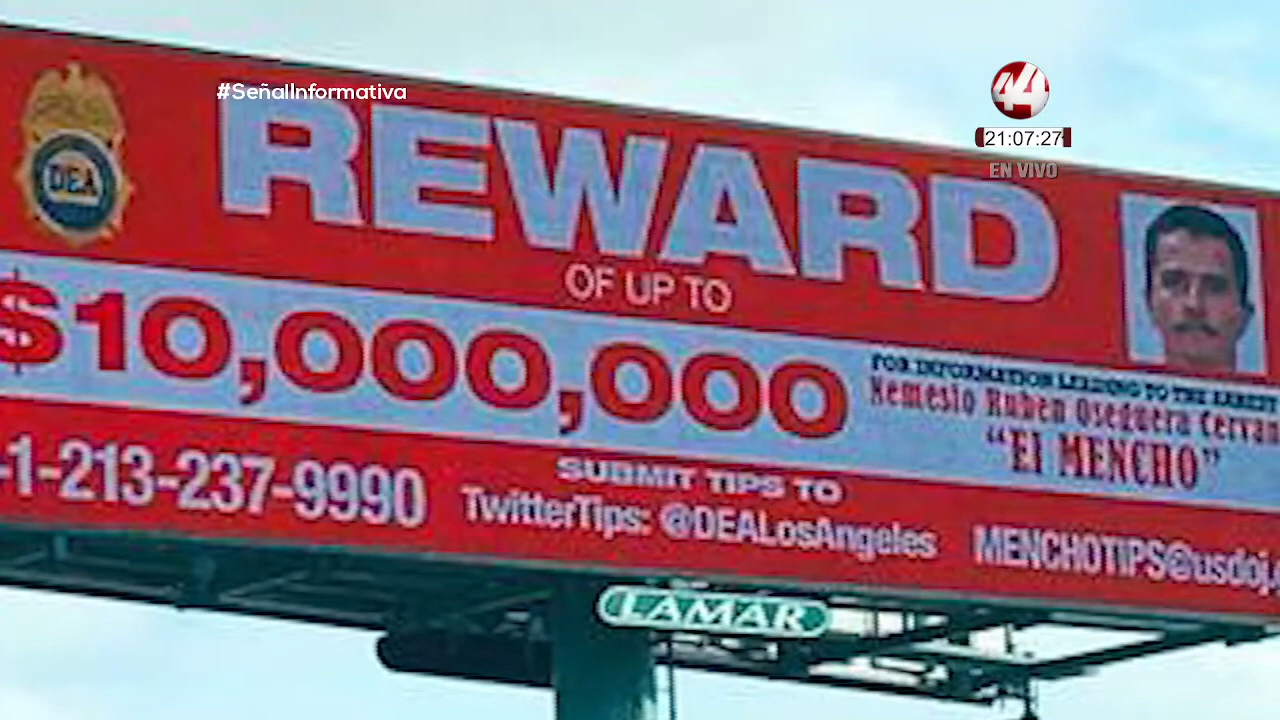 #SeñalInformativa
44
21:07:27
EN VIVO
DEA
REWARD
OF UP TO
$10,000,000
FOR INFORMATION LEADING TO THE ARREST
Nemesio Ruben Oseguera Cervan
"El MENCHO"
-1-213-237-9990
SUBMIT TIPS TO
TwitterTips: @DEALosAngeles
MENCHOTIPS@usdoj.
LAMAR